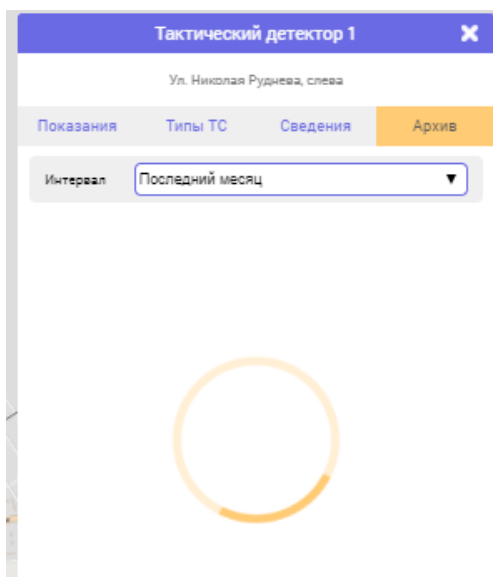 Тактический детектор 1
Ул. Николая Руднева, слева
Показания Типы ТС Сведения Архив
Интервал Последний месяц